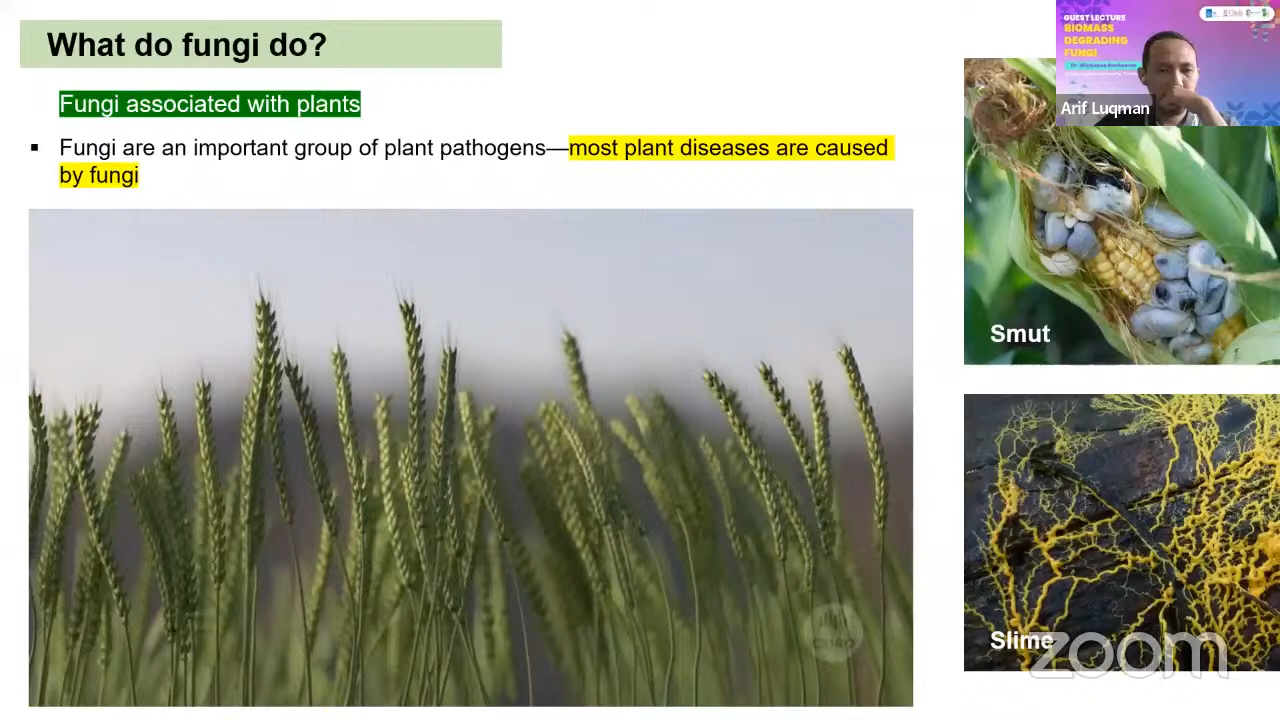 What do fungi do?
Fungi associated with plants
▪ Fungi are an important group of plant pathogens—most plant diseases are caused
by fungi
GUEST LECTURE
BIOMASS
DEGRADING
FUNGI
Arif Luqman
Smut
Slime
zoom